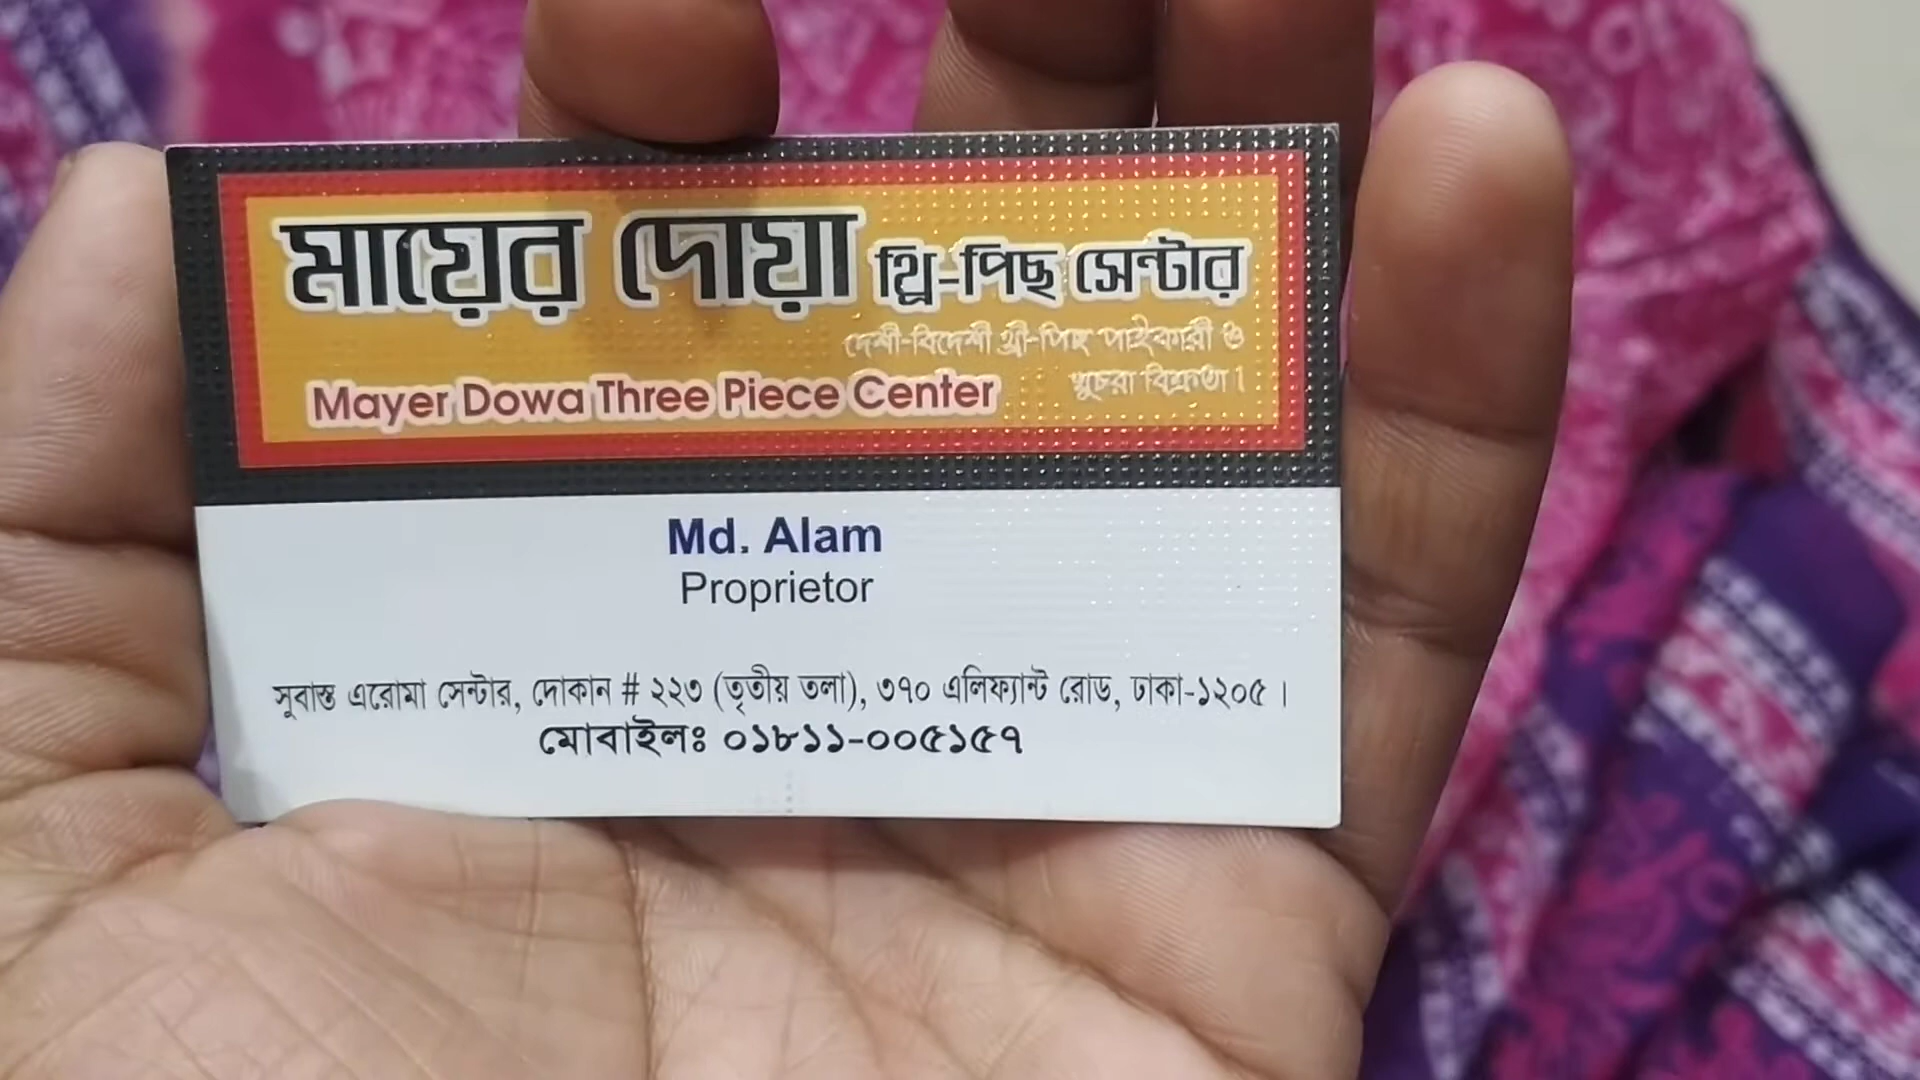 মায়ের দোয়া থ্রি-পিছ সেন্টার
দেশী-বিদেশী থ্রী-পিছ পাইকারী ও
খুচরা বিক্রেতা।
Mayer Dowa Three Piece Center
Md. Alam
Proprietor
সুবাস্তু এরোমা সেন্টার, দোকান # ২২৩ (তৃতীয় তলা), ৩৭০ এলিফ্যান্ট রোড, ঢাকা-১২০৫।
মোবাইলঃ ০১৮১১-০০৫১৫৭